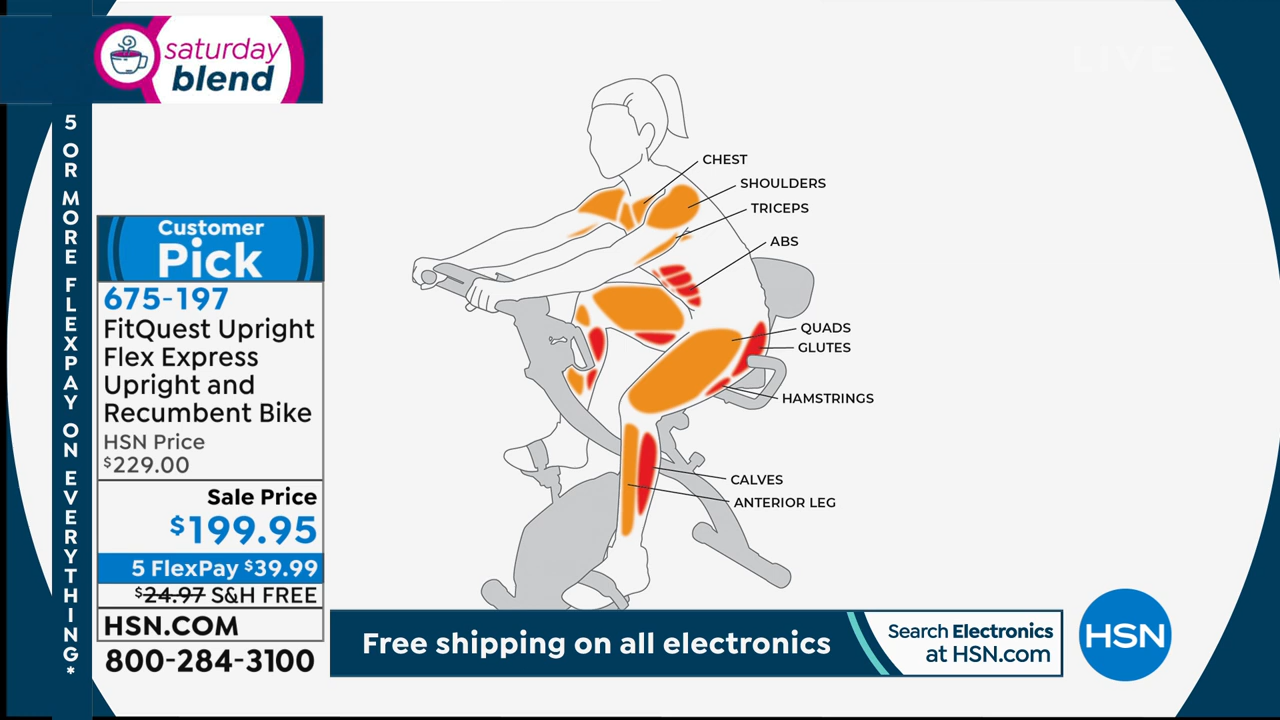 saturday
blend
LIVE
5 OR MORE FLEXPAY ON EVERYTHING*
Customer
Pick
675-197
FitQuest Upright
Flex Express
Upright and
Recumbent Bike
HSN Price
$229.00
Sale Price
$199.95
5 FlexPay $39.99
$24.97 S&H FREE
HSN.COM
800-284-3100
CHEST
SHOULDERS
TRICEPS
ABS
QUADS
GLUTES
HAMSTRINGS
CALVES
ANTERIOR LEG
Free shipping on all electronics
Search Electronics
at HSN.com
HSN